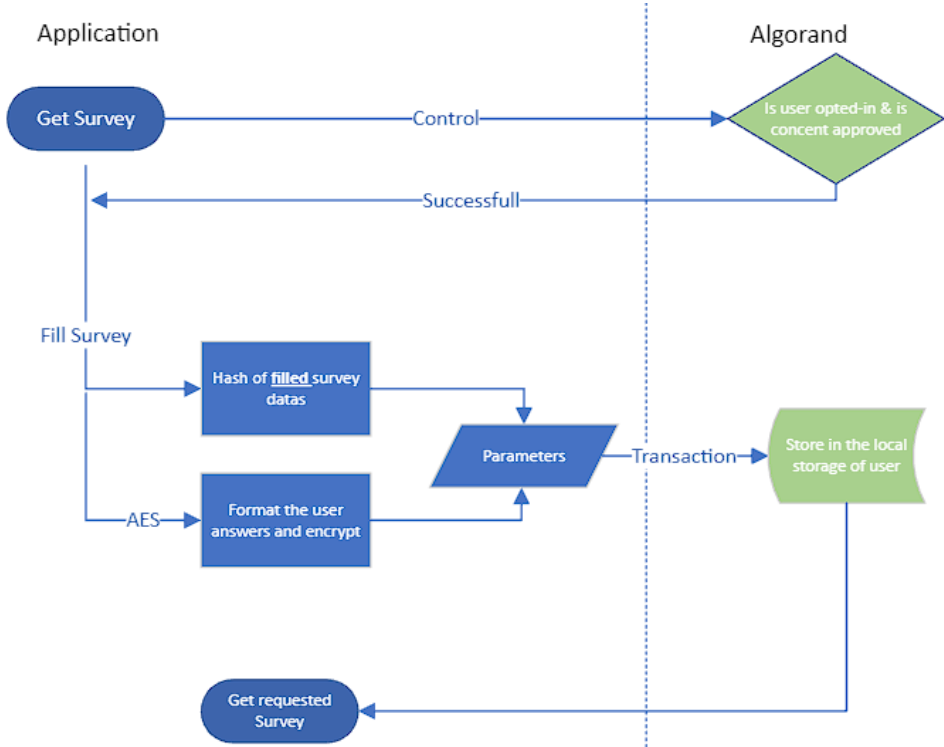 Application
Algorand
Get Survey
Control
Is user opted-in & is
concent approved
Successfull
Fill Survey
Hash of filled survey
datas
Parameters
Transaction
Store in the local
storage of user
AES
Format the user
answers and encrypt
Get requested
Survey